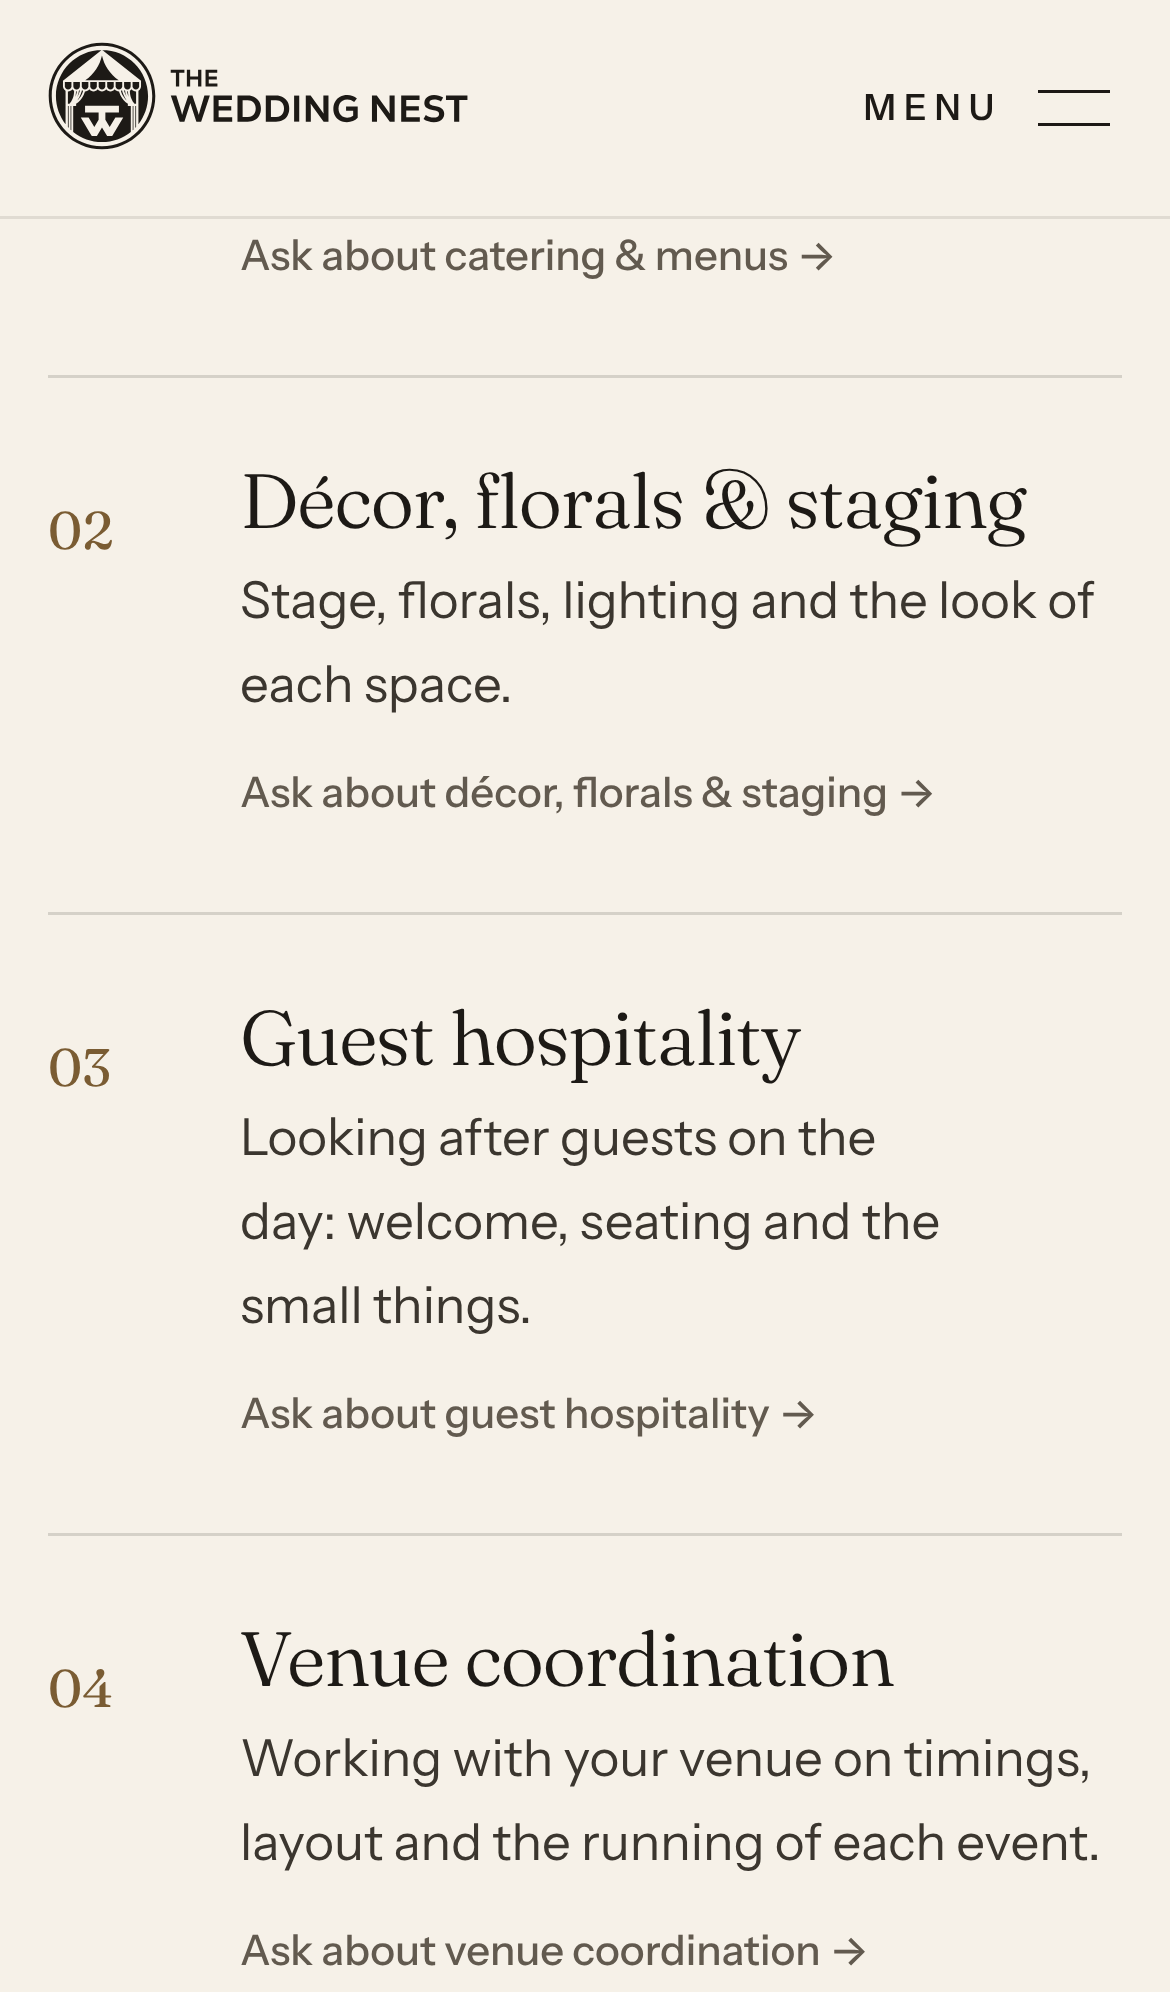 THE
WEDDING NEST
MENU
Ask about catering & menus →
02
Décor, florals & staging
Stage, florals, lighting and the look of
each space.
Ask about décor, florals & staging →
03
Guest hospitality
Looking after guests on the
day: welcome, seating and the
small things.
Ask about guest hospitality →
04
Venue coordination
Working with your venue on timings,
layout and the running of each event.
Ask about venue coordination →